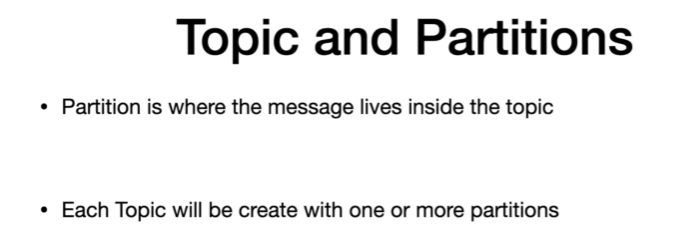 Topic and Partitions
• Partition is where the message lives inside the topic
• Each Topic will be create with one or more partitions